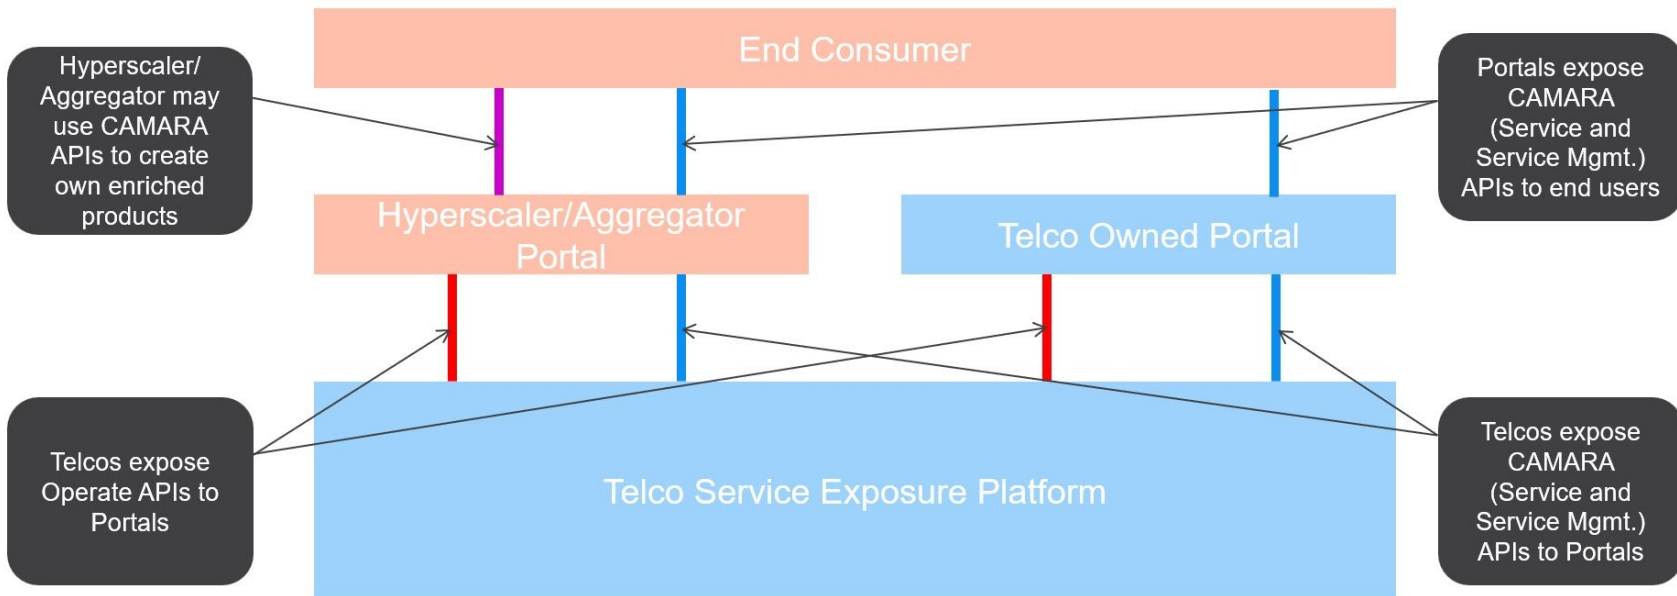 End Consumer
Hyperscaler/
Aggregator may
use CAMARA
APIs to create
own enriched
products
Portals expose
CAMARA
(Service and
Service Mgmt.)
APIs to end users
Hyperscaler/Aggregator
Portal
Telco Owned Portal
Telcos expose
Operate APIs to
Portals
Telco Service Exposure Platform
Telcos expose
CAMARA
(Service and
Service Mgmt.)
APIs to Portals